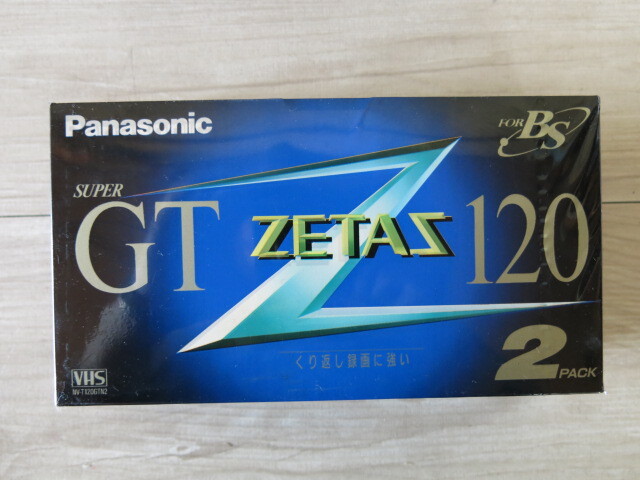 Panasonic
FOR BS
SUPER
GT ZETAS 120
くり返し録画に強い
2 PACK
VHS
NV-T120GTN2